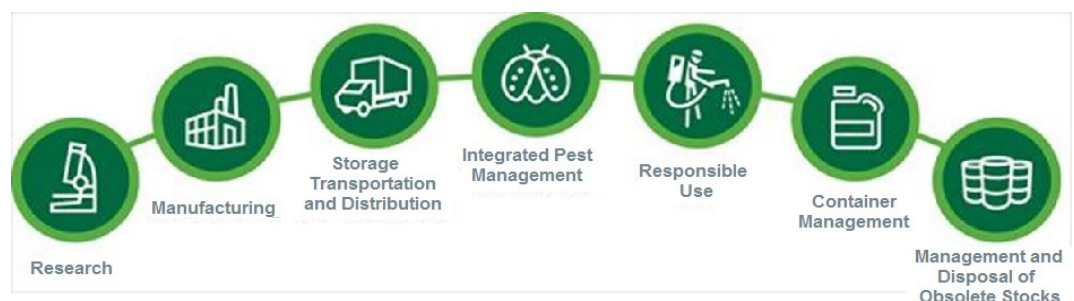 Research
Manufacturing
Storage
Transportation
and Distribution
Integrated Pest
Management
Responsible
Use
Container
Management
Management and
Disposal of
Obsolete Stocks